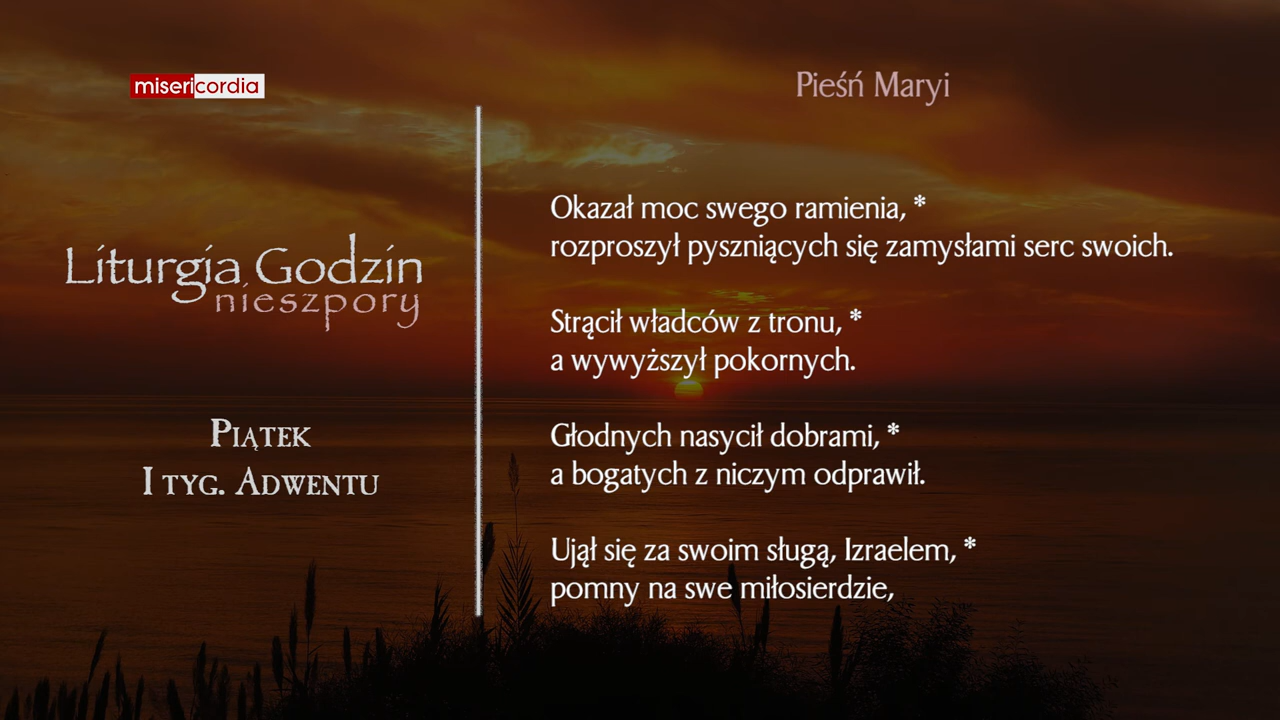 misericordia
Liturgia Godzin
nieszpory
Piątek
I tyg. Adwentu
Pieśń Maryi
Okazał moc swego ramienia, *
rozproszył pyszniących się zamysłami serc swoich.
Strącił władców z tronu, *
a wywyższył pokornych.
Głodnych nasycił dobrami, *
a bogatych z niczym odprawił.
Ujął się za swoim sługą, Izraelem, *
pomny na swe miłosierdzie,